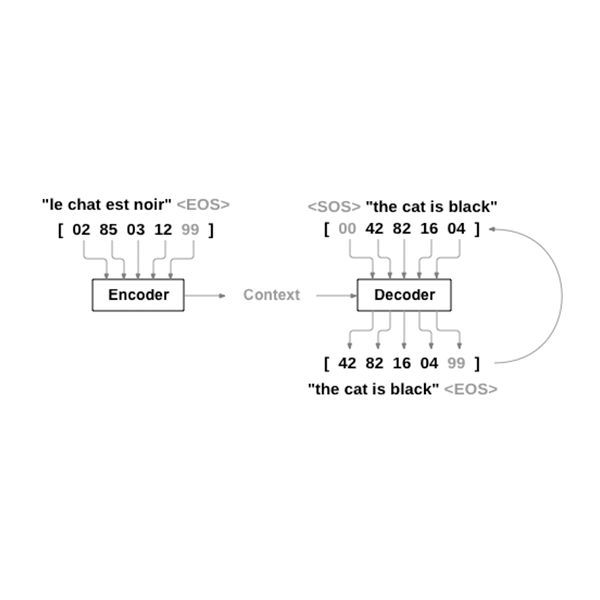 "le chat est noir" <EOS>
[ 02 85 03 12 99 ]
Encoder
Context
<SOS> "the cat is black"
[ 00 42 82 16 04 ]
Decoder
[ 42 82 16 04 99 ]
"the cat is black" <EOS>